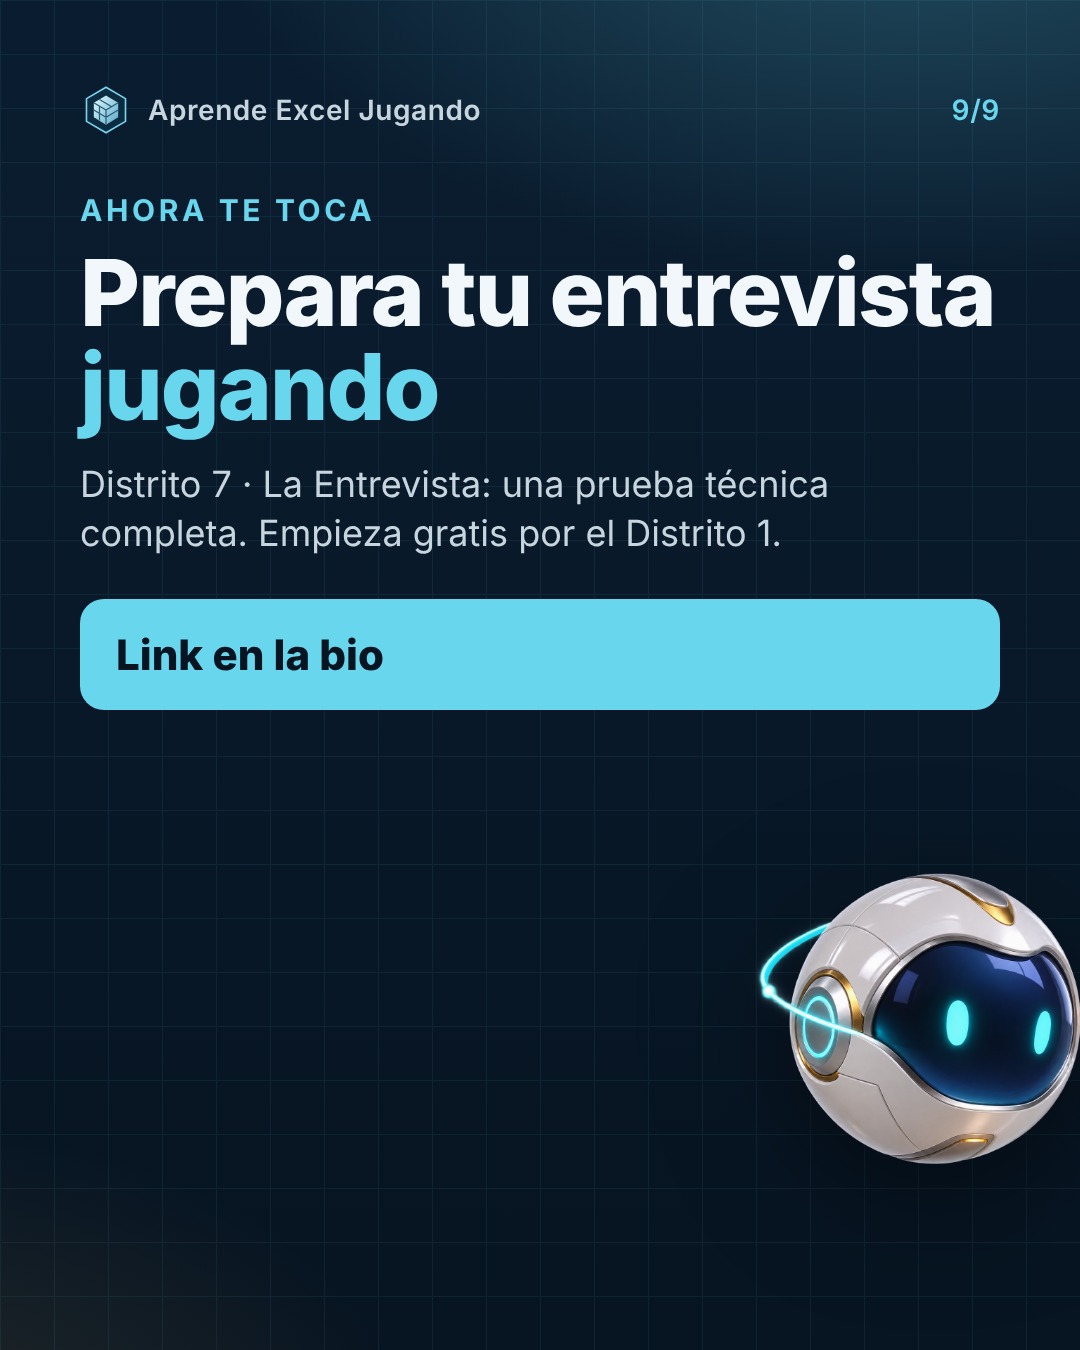 Aprende Excel Jugando
9/9
AHORA TE TOCA
Prepara tu entrevista
jugando
Distrito 7 · La Entrevista: una prueba técnica
completa. Empieza gratis por el Distrito 1.
Link en la bio